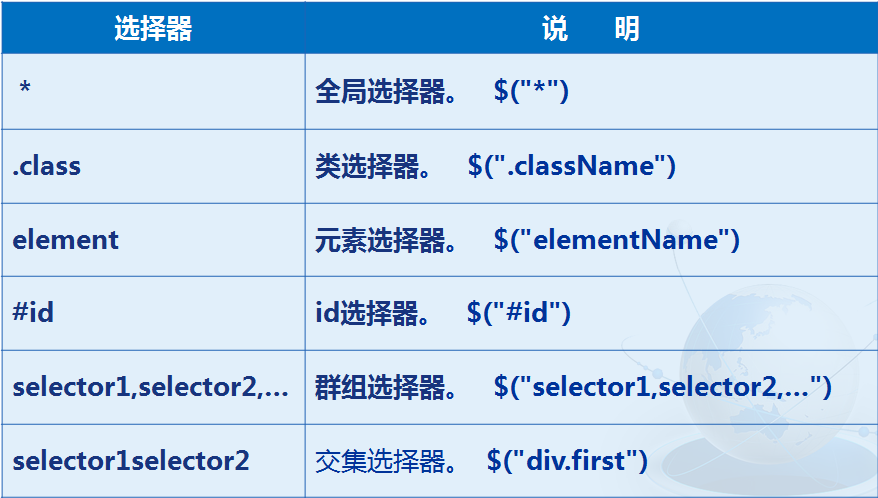 选择器 说 明
* 全局选择器。 $("*")
.class 类选择器。 $(".className")
element 元素选择器。 $("elementName")
#id id选择器。 $("#id")
selector1,selector2,… 群组选择器。 $("selector1,selector2,…")
selector1selector2 交集选择器。 $("div.first")